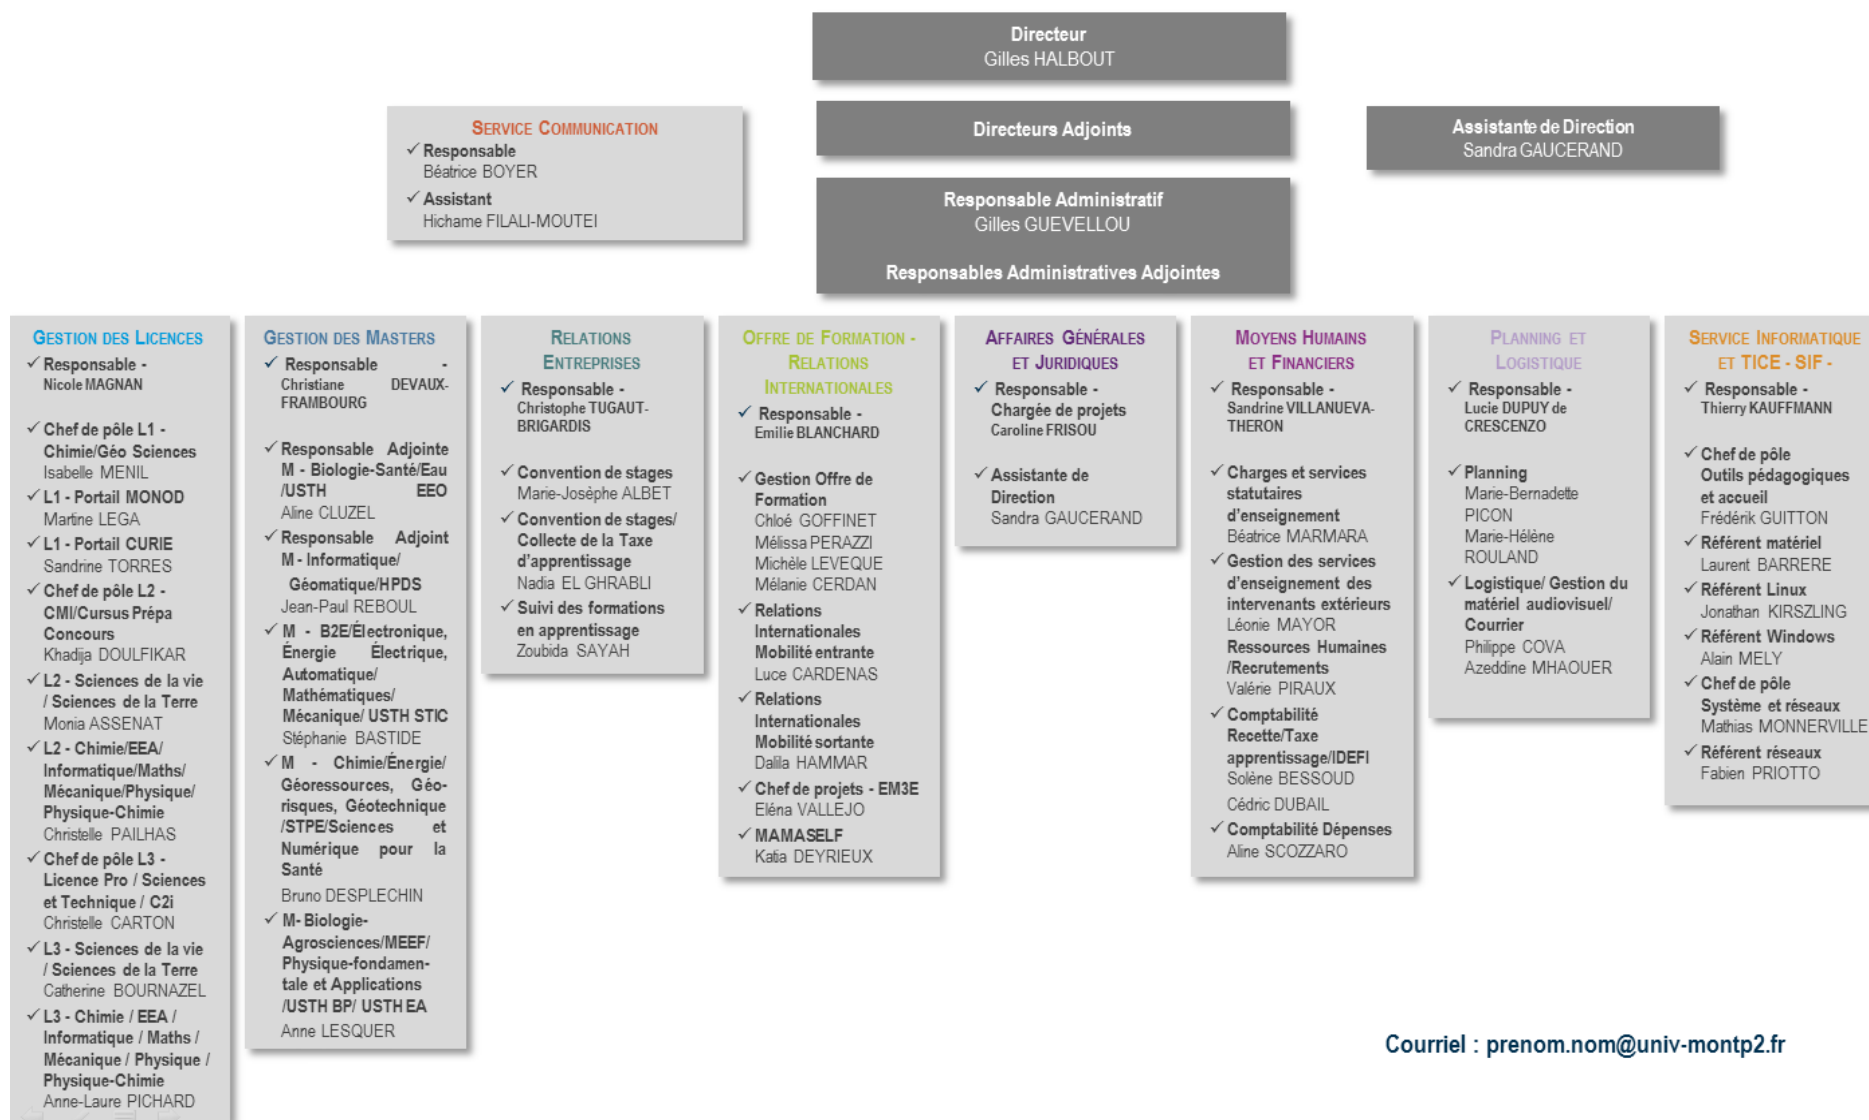 Directeur
Gilles HALBOUT
SERVICE COMMUNICATION
✓ Responsable
Béatrice BOYER
✓ Assistant
Hichame FILALI-MOUTEI
Directeurs Adjoints
Assistante de Direction
Sandra GAUCERAND
Responsable Administratif
Gilles GUEVELLOU
Responsables Administratives Adjointes
GESTION DES LICENCES
✓ Responsable -
Nicole MAGNAN
✓ Chef de pôle L1 -
Chimie/Géo Sciences
Isabelle MENIL
✓ L1 - Portail MONOD
Martine LEGA
✓ L1 - Portail CURIE
Sandrine TORRES
✓ Chef de pôle L2 -
CMI/Cursus Prépa
Concours
Khadija DOULFIKAR
✓ L2 - Sciences de la vie
/ Sciences de la Terre
Monia ASSENAT
✓ L2 - Chimie/EEA/
Informatique/Maths/
Mécanique/Physique/
Physique-Chimie
Christelle PAILHAS
✓ Chef de pôle L3 -
Licence Pro / Sciences
et Technique / C2i
Christelle CARTON
✓ L3 - Sciences de la vie
/ Sciences de la Terre
Catherine BOURNAZEL
✓ L3 - Chimie / EEA /
Informatique / Maths /
Mécanique / Physique /
Physique-Chimie
Anne-Laure PICHARD
GESTION DES MASTERS
✓ Responsable -
Christiane DEVAUX-
FRAMBOURG
✓ Responsable Adjointe
M - Biologie-Santé/Eau
/USTH EEO
Aline CLUZEL
✓ Responsable Adjoint
M - Informatique/
Géomatique/HPDS
Jean-Paul REBOUL
✓ M - B2E/Électronique,
Énergie Électrique,
Automatique/
Mathématiques/
Mécanique/ USTH STIC
Stéphanie BASTIDE
✓ M - Chimie/Énergie/
Géoressources, Géo-
risques, Géotechnique
/STPE/Sciences et
Numérique pour la
Santé
Bruno DESPLECHIN
✓ M- Biologie-
Agrosciences/MEEF/
Physique-fondamen-
tale et Applications
/USTH BP/ USTH EA
Anne LESQUER
RELATIONS
ENTREPRISES
✓ Responsable -
Christophe TUGAUT-
BRIGARDIS
✓ Convention de stages
Marie-Josèphe ALBET
✓ Convention de stages/
Collecte de la Taxe
d'apprentissage
Nadia EL GHRABLI
✓ Suivi des formations
en apprentissage
Zoubida SAYAH
OFFRE DE FORMATION -
RELATIONS
INTERNATIONALES
✓ Responsable -
Emilie BLANCHARD
✓ Gestion Offre de
Formation
Chloé GOFFINET
Mélissa PERAZZI
Michèle LEVEQUE
Mélanie CERDAN
✓ Relations
Internationales
Mobilité entrante
Luce CARDENAS
✓ Relations
Internationales
Mobilité sortante
Dalila HAMMAR
✓ Chef de projets - EM3E
Eléna VALLEJO
✓ MAMASELF
Katia DEYRIEUX
AFFAIRES GÉNÉRALES
ET JURIDIQUES
✓ Responsable -
Chargée de projets
Caroline FRISOU
✓ Assistante de
Direction
Sandra GAUCERAND
MOYENS HUMAINS
ET FINANCIERS
✓ Responsable -
Sandrine VILLANUEVA-
THERON
✓ Charges et services
statutaires
d'enseignement
Béatrice MARMARA
✓ Gestion des services
d'enseignement des
intervenants extérieurs
Léonie MAYOR
Ressources Humaines
/Recrutements
Valérie PIRAUX
✓ Comptabilité
Recette/Taxe
apprentissage/IDEFI
Solène BESSOUD
Cédric DUBAIL
✓ Comptabilité Dépenses
Aline SCOZZARO
PLANNING ET
LOGISTIQUE
✓ Responsable -
Lucie DUPUY de
CRESCENZO
✓ Planning
Marie-Bernadette
PICON
Marie-Hélène
ROULAND
✓ Logistique/ Gestion du
matériel audiovisuel/
Courrier
Philippe COVA
Azeddine MHAOUER
SERVICE INFORMATIQUE
ET TICE - SIF -
✓ Responsable -
Thierry KAUFFMANN
✓ Chef de pôle
Outils pédagogiques
et accueil
Frédérik GUITTON
✓ Référent matériel
Laurent BARRERE
✓ Référent Linux
Jonathan KIRSZLING
✓ Référent Windows
Alain MELY
✓ Chef de pôle
Système et réseaux
Mathias MONNERVILLE
✓ Référent réseaux
Fabien PRIOTTO
Courriel : prenom.nom@univ-montp2.fr